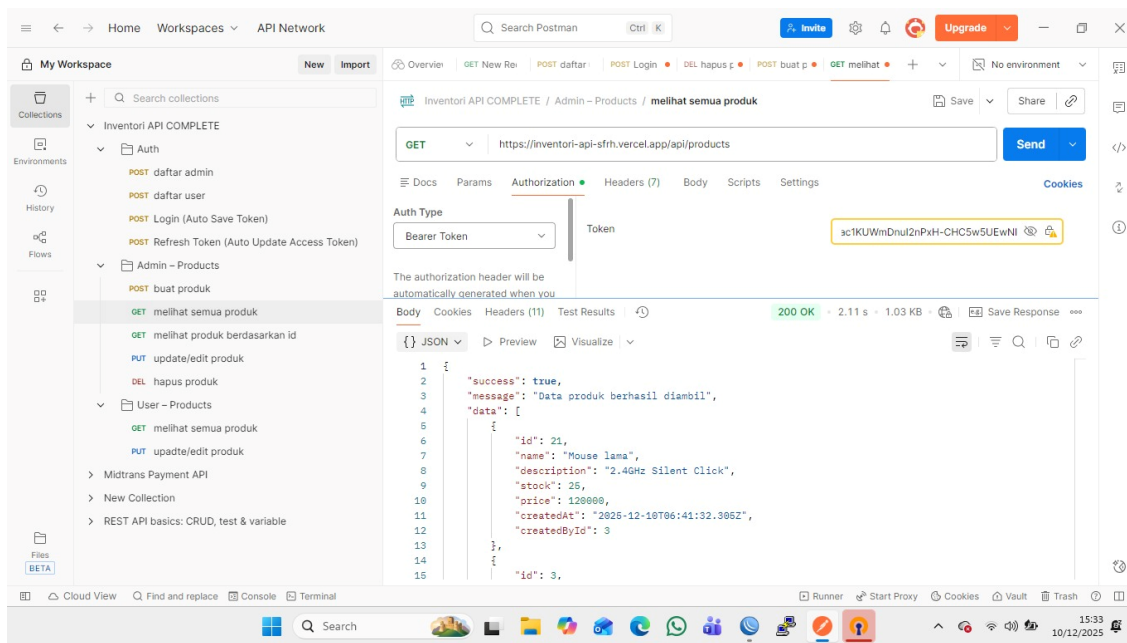 Home Workspaces API Network Search Postman Ctrl K Invite Upgrade
My Workspace New Import Overview GET New Re POST daftar POST Login DEL hapus p POST buat p GET melihat No environment
Collections
Environments
History
Flows
Files
BETA
Search collections
Inventori API COMPLETE
Auth
POST daftar admin
POST daftar user
POST Login (Auto Save Token)
POST Refresh Token (Auto Update Access Token)
Admin – Products
POST buat produk
GET melihat semua produk
GET melihat produk berdasarkan id
PUT update/edit produk
DEL hapus produk
User – Products
GET melihat semua produk
PUT upadte/edit produk
Midtrans Payment API
New Collection
REST API basics: CRUD, test & variable
HTTP Inventori API COMPLETE / Admin – Products / melihat semua produk Save Share
GET https://inventori-api-sfrh.vercel.app/api/products Send
Docs Params Authorization Headers (7) Body Scripts Settings Cookies
Auth Type
Bearer Token
Token ac1KUWmDnuI2nPxH-CHC5w5UEwNI
The authorization header will be
automatically generated when you
Body Cookies Headers (11) Test Results 200 OK 2.11 s 1.03 KB Save Response
{} JSON Preview Visualize
1 {
2 "success": true,
3 "message": "Data produk berhasil diambil",
4 "data": [
5 {
6 "id": 21,
7 "name": "Mouse lama",
8 "description": "2.4GHz Silent Click",
9 "stock": 25,
10 "price": 120000,
11 "createdAt": "2025-12-10T06:41:32.305Z",
12 "createdById": 3
13 },
14 {
15 "id": 3,
Cloud View Find and replace Console Terminal Runner Start Proxy Cookies Vault Trash
Search
15:33
10/12/2025